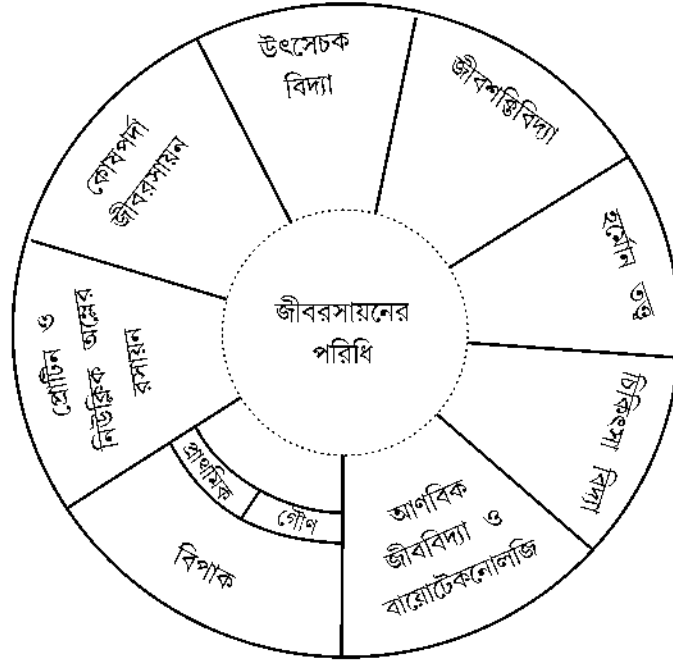 উৎসেচক
বিদ্যা
জীবশক্তিবিদ্যা
হর্মোন তত্ত্ব
চিকিৎসা বিদ্যা
আণবিক
জীববিদ্যা ও
বায়োটেকনোলজি
প্রাথমিক
গৌণ
বিপাক
প্রোটিন ও
নিউক্লিক অম্লের
রসায়ন
কোষপর্দা
জীবরসায়ন
জীবরসায়নের
পরিধি